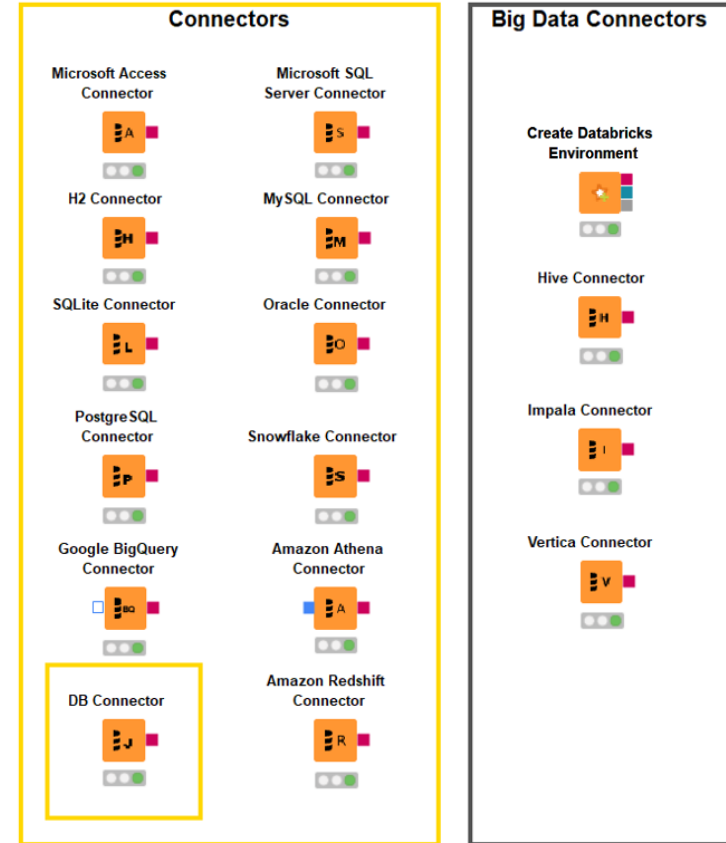 Connectors
Microsoft Access
Connector
A
Microsoft SQL
Server Connector
S
H2 Connector
H
MySQL Connector
M
SQLite Connector
L
Oracle Connector
O
PostgreSQL
Connector
P
Snowflake Connector
S
Google BigQuery
Connector
BQ
Amazon Athena
Connector
A
DB Connector
J
Amazon Redshift
Connector
R
Big Data Connectors
Create Databricks
Environment
Hive Connector
H
Impala Connector
I
Vertica Connector
V